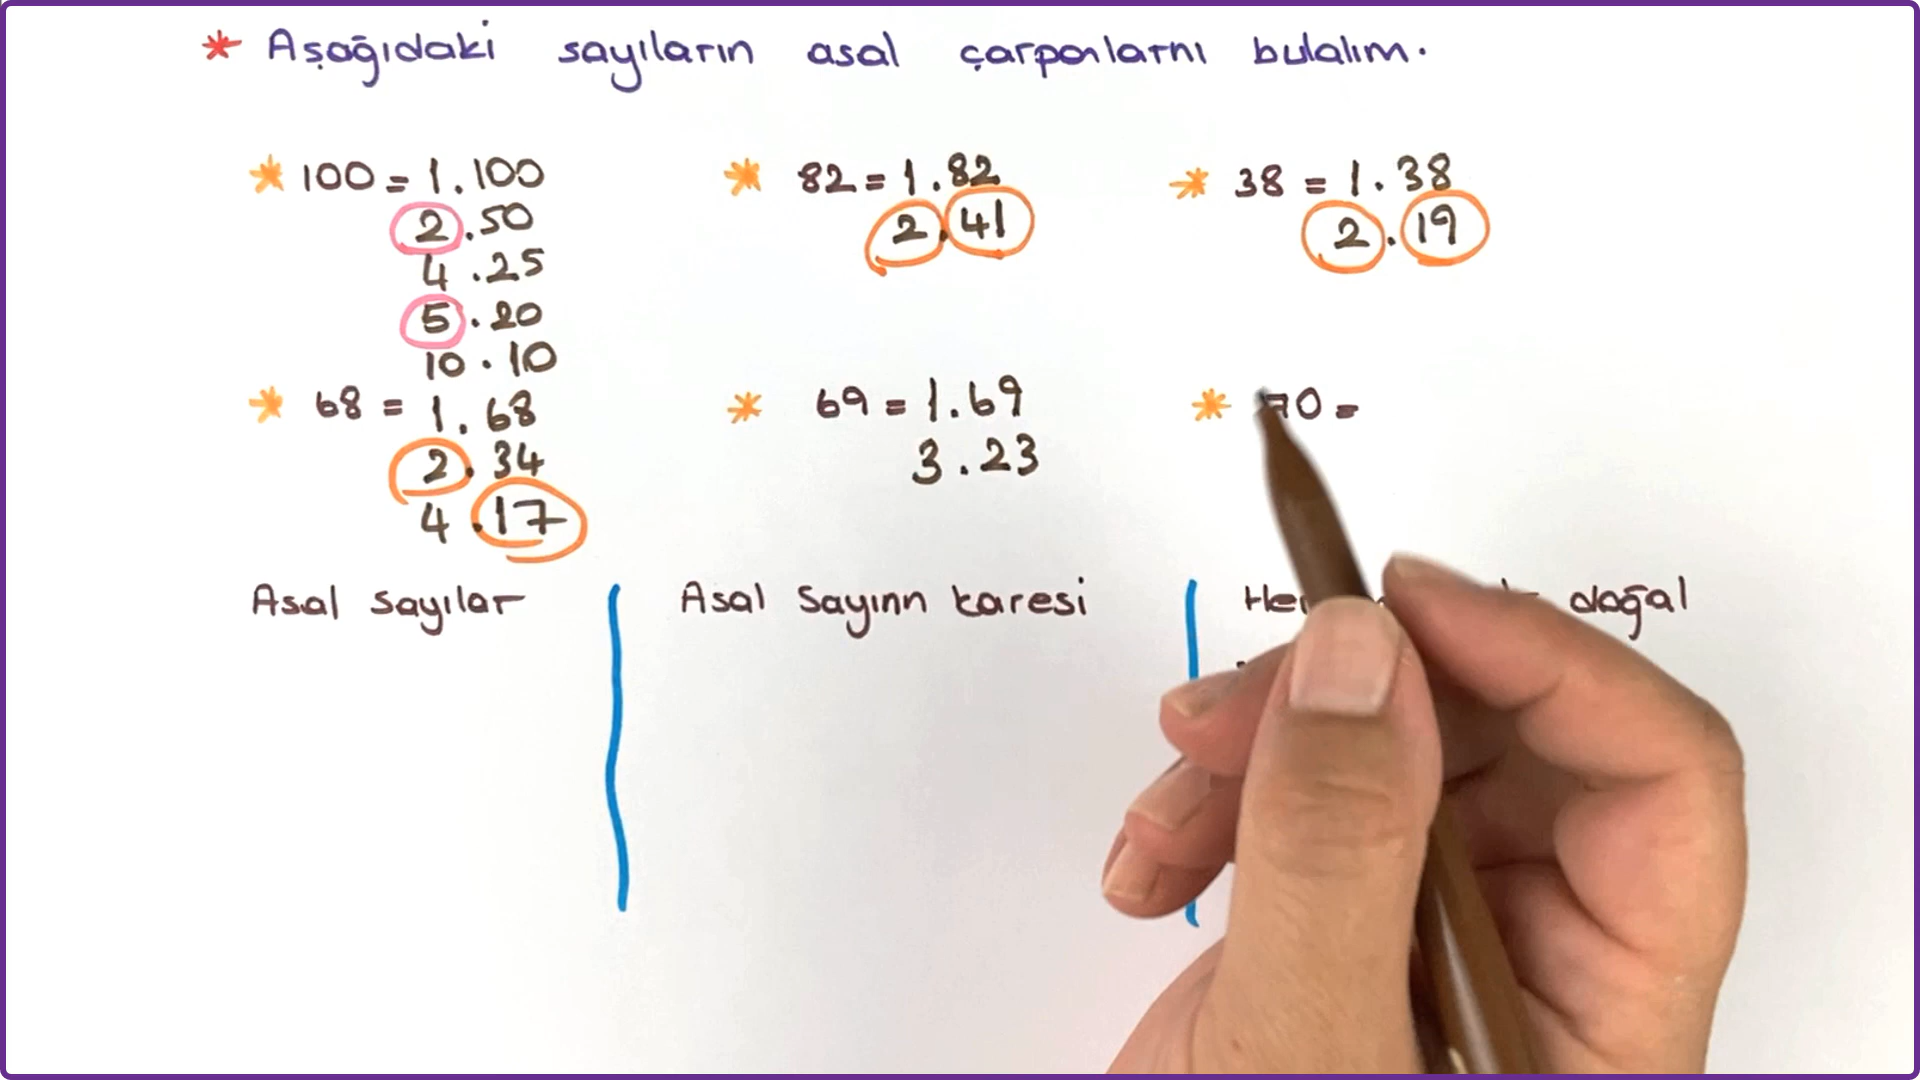 * Aşağıdaki sayıların asal çarpanlarnı bulalım.
* 100 = 1.100
2.50
4.25
5.20
10.10
* 82 = 1.82
2.41
* 38 = 1.38
2.19
* 68 = 1.68
2.34
4.17
* 69 = 1.69
3.23
* 70 =
Asal sayılar
Asal Sayının karesi
doğal